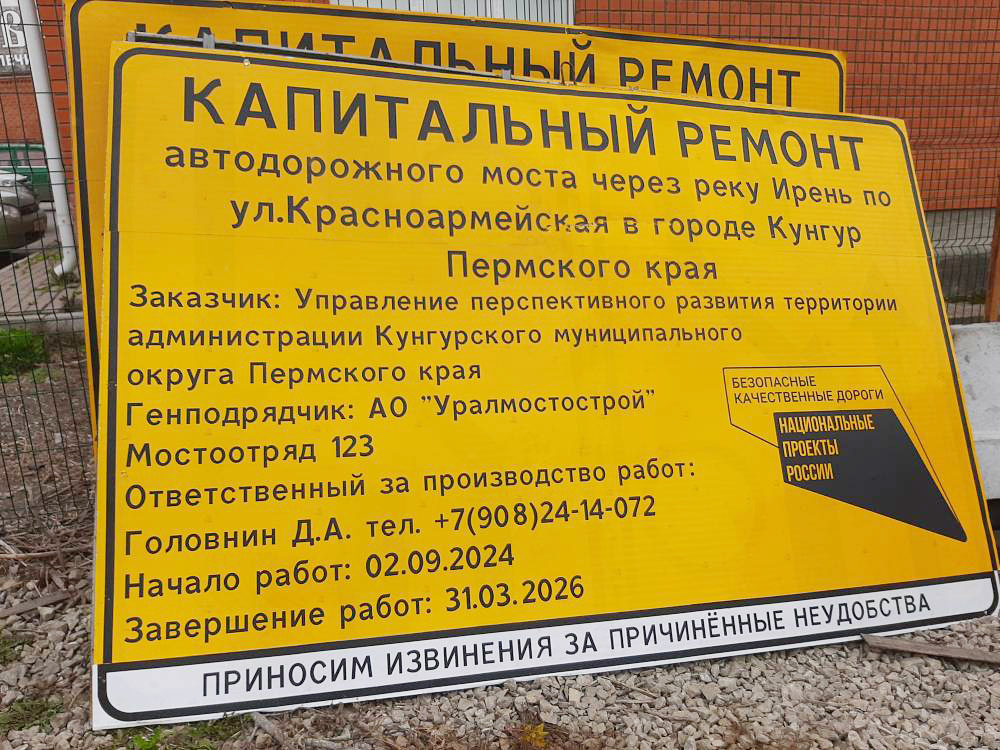 КАПИТАЛЬНЫЙ РЕМОНТ
КАПИТАЛЬНЫЙ РЕМОНТ
автодорожного моста через реку Ирень по
ул.Красноармейская в городе Кунгур
Пермского края
Заказчик: Управление перспективного развития территории
администрации Кунгурского муниципального
округа Пермского края
Генподрядчик: АО "Уралмостострой"
Мостоотряд 123
Ответственный за производство работ:
Головнин Д.А. тел. +7(908)24-14-072
Начало работ: 02.09.2024
Завершение работ: 31.03.2026
БЕЗОПАСНЫЕ
КАЧЕСТВЕННЫЕ ДОРОГИ
НАЦИОНАЛЬНЫЕ
ПРОЕКТЫ
РОССИИ
ПРИНОСИМ ИЗВИНЕНИЯ ЗА ПРИЧИНЁННЫЕ НЕУДОБСТВА